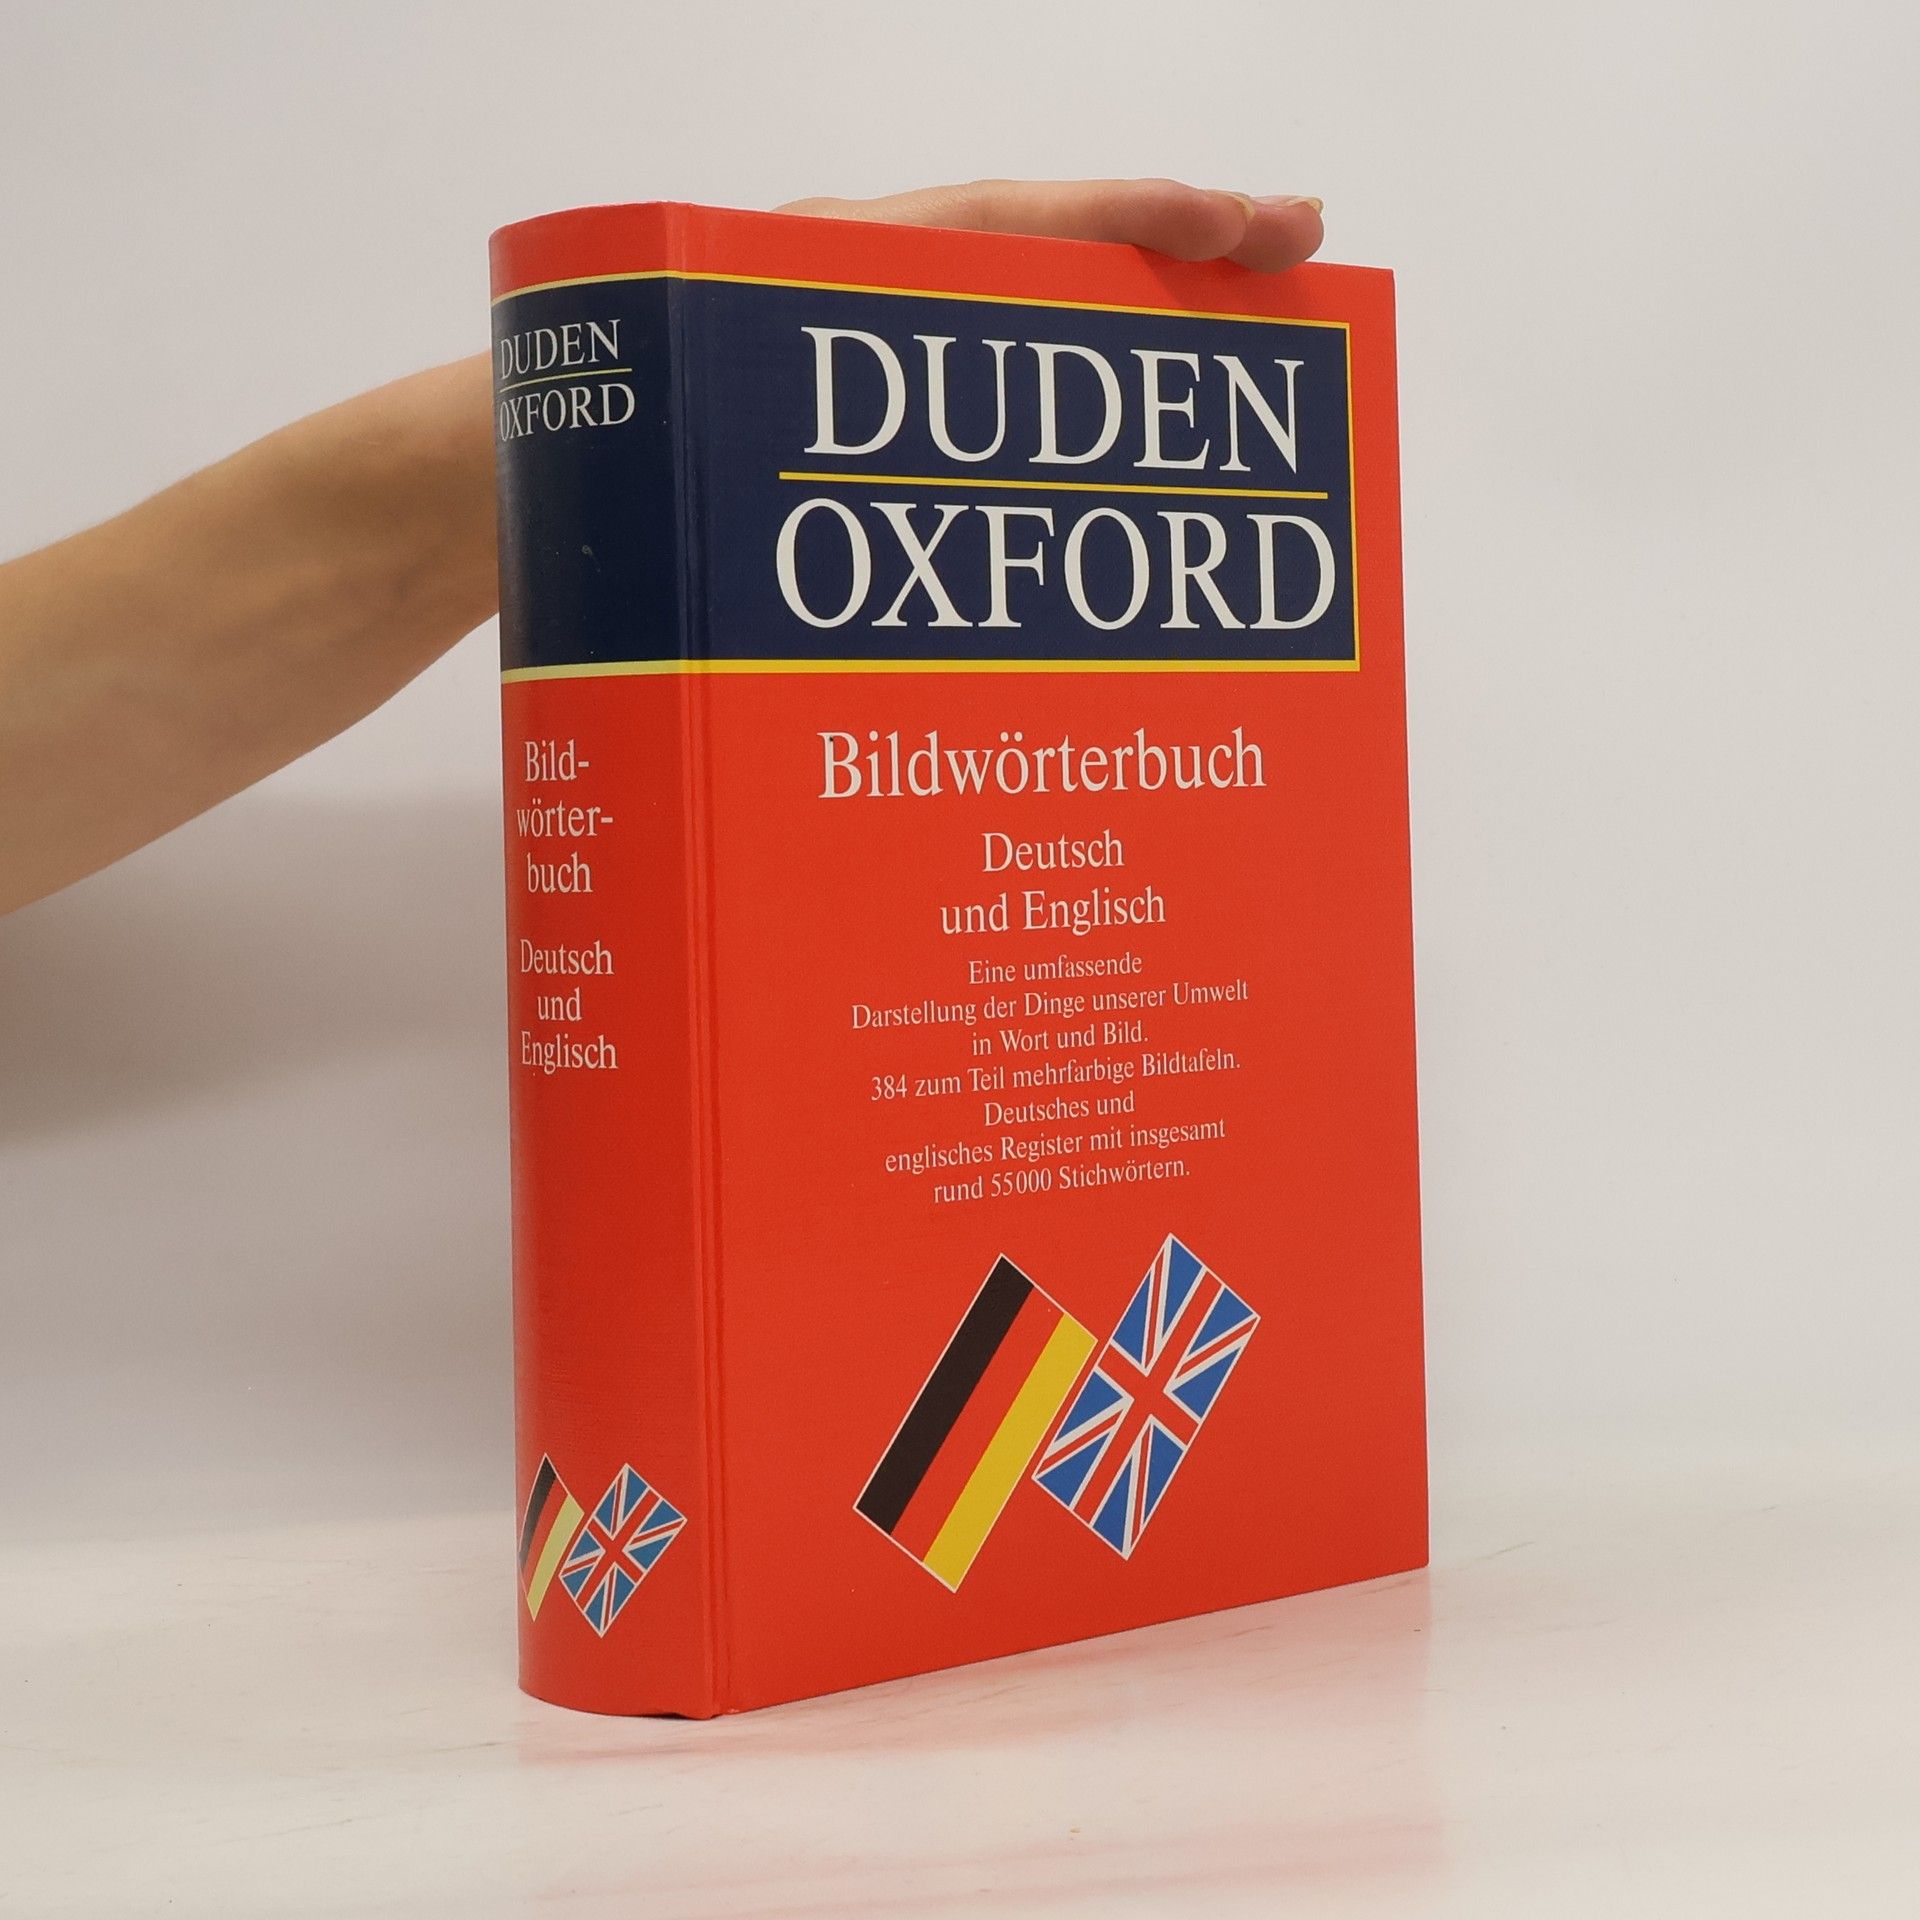 DUDEN
OXFORD
Bild-
wörter-
buch
Deutsch
und
Englisch
DUDEN
OXFORD
Bildwörterbuch
Deutsch
und Englisch
Eine umfassende
Darstellung der Dinge unserer Umwelt
in Wort und Bild.
384 zum Teil mehrfarbige Bildtafeln.
Deutsches und
englisches Register mit insgesamt
rund 55000 Stichwörtern.